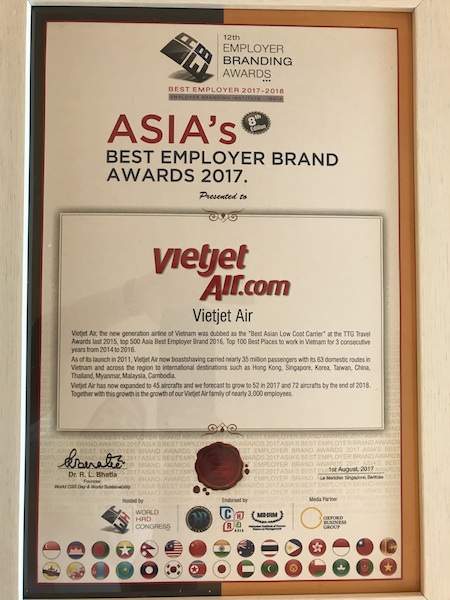 12th
EMPLOYER
BRANDING
AWARDS
BEST EMPLOYER 2017-2018
EMPLOYER BRANDING INSTITUTE - INDIA
ASIA's
8th
Edition
BEST EMPLOYER BRAND
AWARDS 2017.
Presented to
vietjet
Air.com
Vietjet Air
Vietjet Air, the new generation airline of Vietnam was dubbed as the "Best Asian Low Cost Carrier" at the TTG Travel
Awards last 2015, top 500 Asia Best Employer Brand 2016, Top 100 Best Places to work in Vietnam for 3 consecutive
years from 2014 to 2016.
As of its launch in 2011, Vietjet Air now boastshaving carried nearly 35 million passengers with its 63 domestic routes in
Vietnam and across the region to international destinations such as Hong Kong, Singapore, Korea, Taiwan, China,
Thailand, Myanmar, Malaysia, Cambodia.
Vietjet Air has now expanded to 45 aircrafts and we forecast to grow to 52 in 2017 and 72 aircrafts by the end of 2018.
Together with this growth is the growth of our Vietjet Air family of nearly 3,000 employees.
Dr. R. L. Bhatia
Founder
World CSR Day & World Sustainability
1st August, 2017
Le Meridien Singapore, Sentosa
Hosted by
Endorsed by
Media Partner
WORLD
HRD
CONGRESS
ASIA
MIHRM
OXFORD
BUSINESS
GROUP